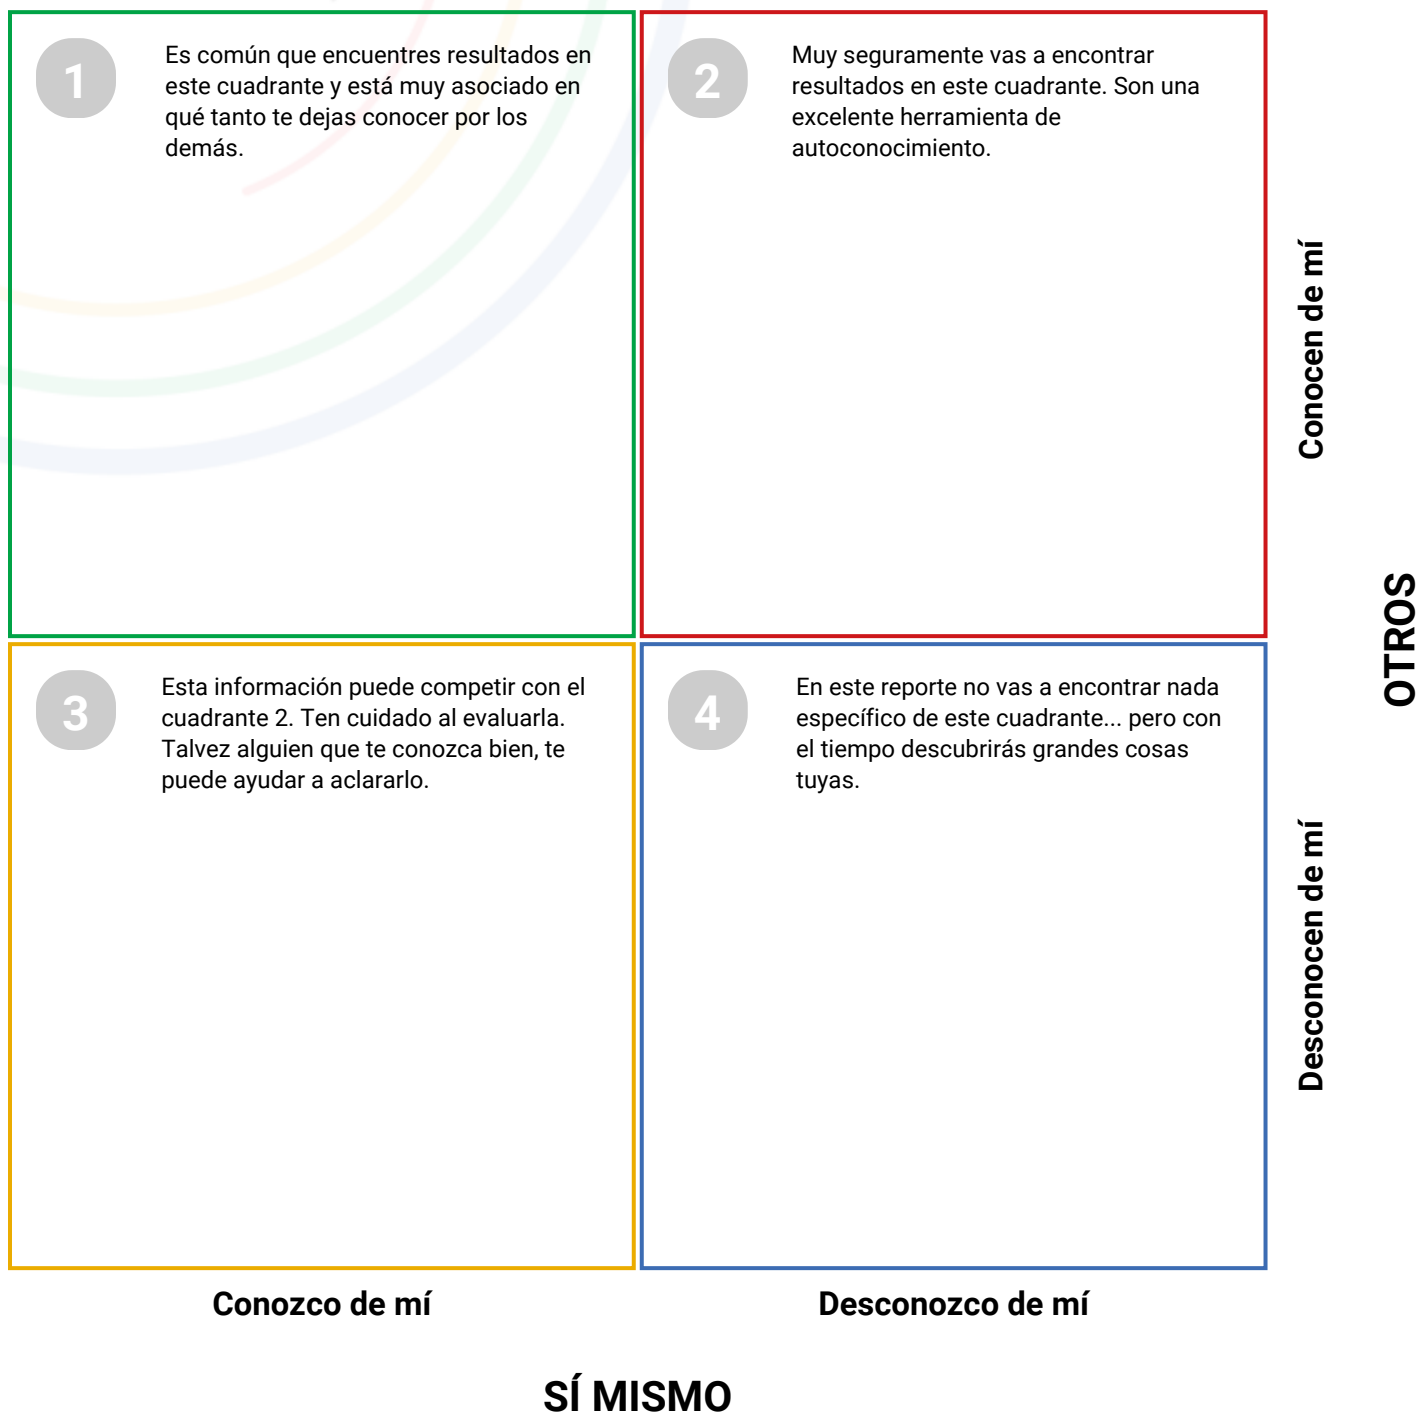 1
Es común que encuentres resultados en
este cuadrante y está muy asociado en
qué tanto te dejas conocer por los
demás.
2
Muy seguramente vas a encontrar
resultados en este cuadrante. Son una
excelente herramienta de
autoconocimiento.
Conocen de mí
OTROS
3
Esta información puede competir con el
cuadrante 2. Ten cuidado al evaluarla.
Talvez alguien que te conozca bien, te
puede ayudar a aclararlo.
4
En este reporte no vas a encontrar nada
específico de este cuadrante... pero con
el tiempo descubrirás grandes cosas
tuyas.
Desconocen de mí
Conozco de mí
Desconozco de mí
SÍ MISMO